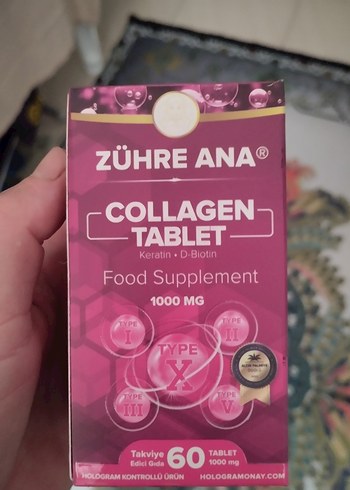 ZÜHRE ANA®
COLLAGEN
TABLET
Keratin • D-Biotin
Food Supplement
1000 MG
TYPE
I
TYPE
II
TYPE
X
TYPE
III
TYPE
V
Takviye
Edici Gıda
60
TABLET
1000 mg
HOLOGRAM KONTROLLÜ ÜRÜN
HOLOGRAMONAY.COM